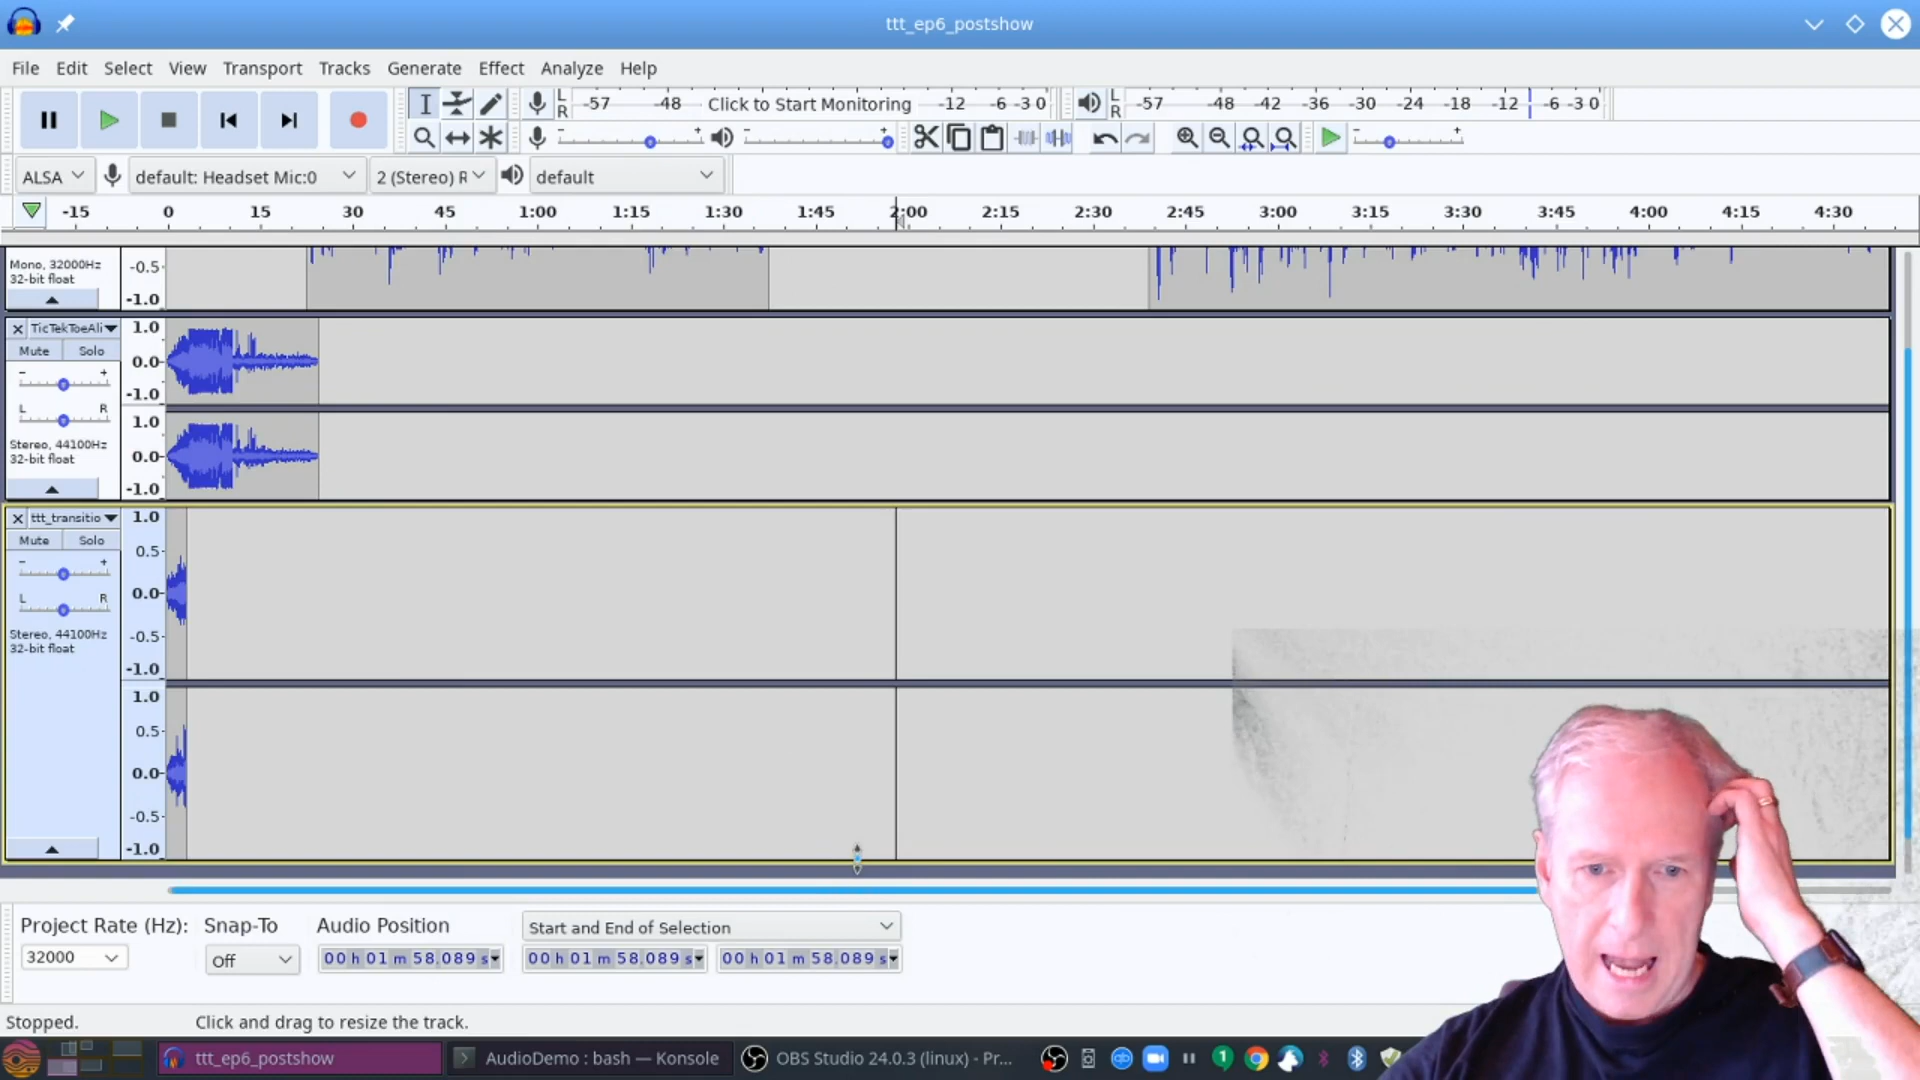 ttt_ep6_postshow
File Edit View Transport Tracks Generate Effect Analyze Help
L R -57 -48 Click to Start Monitoring -12 -6 -3 0 L R -57 -48 -42 -36 -30 -24 -18 -12 -6 -3 0
- + - + - +
ALSA default: Headset Mic:0 2 (Stereo) R default
-15 0 15 30 45 1:00 1:15 1:30 1:45 2:00 2:15 2:30 2:45 3:00 3:15 3:30 3:45 4:00 4:15 4:30
Mono, 32000Hz
32-bit float
-0.5-
-1.0-
TicTekToeAli
Mute Solo
- +
L R
Stereo, 44100Hz
32-bit float
1.0
0.0-
-1.0
1.0
0.0-
-1.0
ttt_transitio
Mute Solo
- +
L R
Stereo, 44100Hz
32-bit float
1.0
0.5-
0.0-
-0.5-
-1.0
1.0
0.5-
0.0-
-0.5-
-1.0
Project Rate (Hz): Snap-To Audio Position Start and End of Selection
32000 Off 00 h 01 m 58.089 s 00 h 01 m 58.089 s 00 h 01 m 58.089 s
Stopped. Click and drag to resize the track.
ttt_ep6_postshow AudioDemo : bash — Konsole OBS Studio 24.0.3 (linux) - Pr... 1